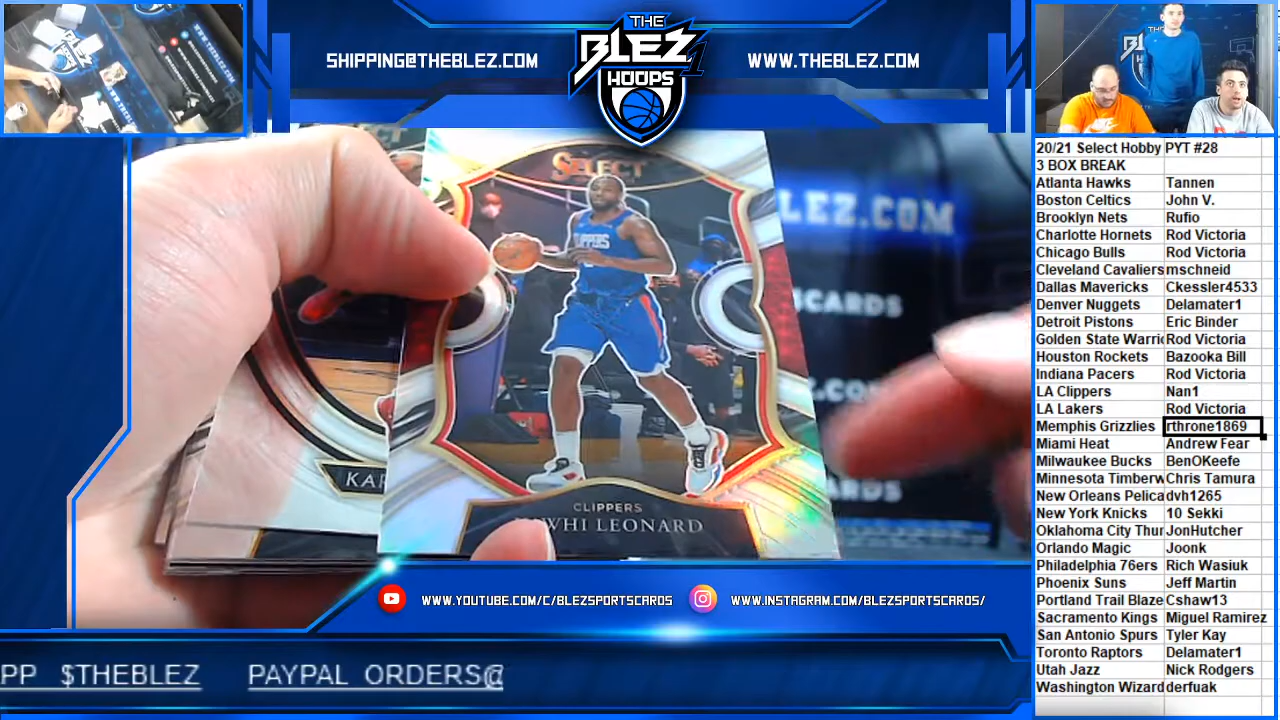 THE
BLEZ
HOOPS
SHIPPING@THEBLEZ.COM
WWW.THEBLEZ.COM
SELECT
CLIPPERS
CLIPPERS
WHI LEONARD
KAR
LEZ.COM
SCARDS
ARDS
20/21 Select Hobby PYT #28
3 BOX BREAK
Atlanta Hawks Tannen
Boston Celtics John V.
Brooklyn Nets Rufio
Charlotte Hornets Rod Victoria
Chicago Bulls Rod Victoria
Cleveland Cavaliers mschneid
Dallas Mavericks Ckessler4533
Denver Nuggets Delamater1
Detroit Pistons Eric Binder
Golden State Warri Rod Victoria
Houston Rockets Bazooka Bill
Indiana Pacers Rod Victoria
LA Clippers Nan1
LA Lakers Rod Victoria
Memphis Grizzlies rthrone1869
Miami Heat Andrew Fear
Milwaukee Bucks BenOKeefe
Minnesota Timberw Chris Tamura
New Orleans Pelica dvh1265
New York Knicks 10 Sekki
Oklahoma City Thur JonHutcher
Orlando Magic Joonk
Philadelphia 76ers Rich Wasiuk
Phoenix Suns Jeff Martin
Portland Trail Blaze Cshaw13
Sacramento Kings Miguel Ramirez
San Antonio Spurs Tyler Kay
Toronto Raptors Delamater1
Utah Jazz Nick Rodgers
Washington Wizard derfuak
WWW.YOUTUBE.COM/C/BLEZSPORTSCARDS
WWW.INSTAGRAM.COM/BLEZSPORTSCARDS/
PP $THEBLEZ PAYPAL ORDERS@